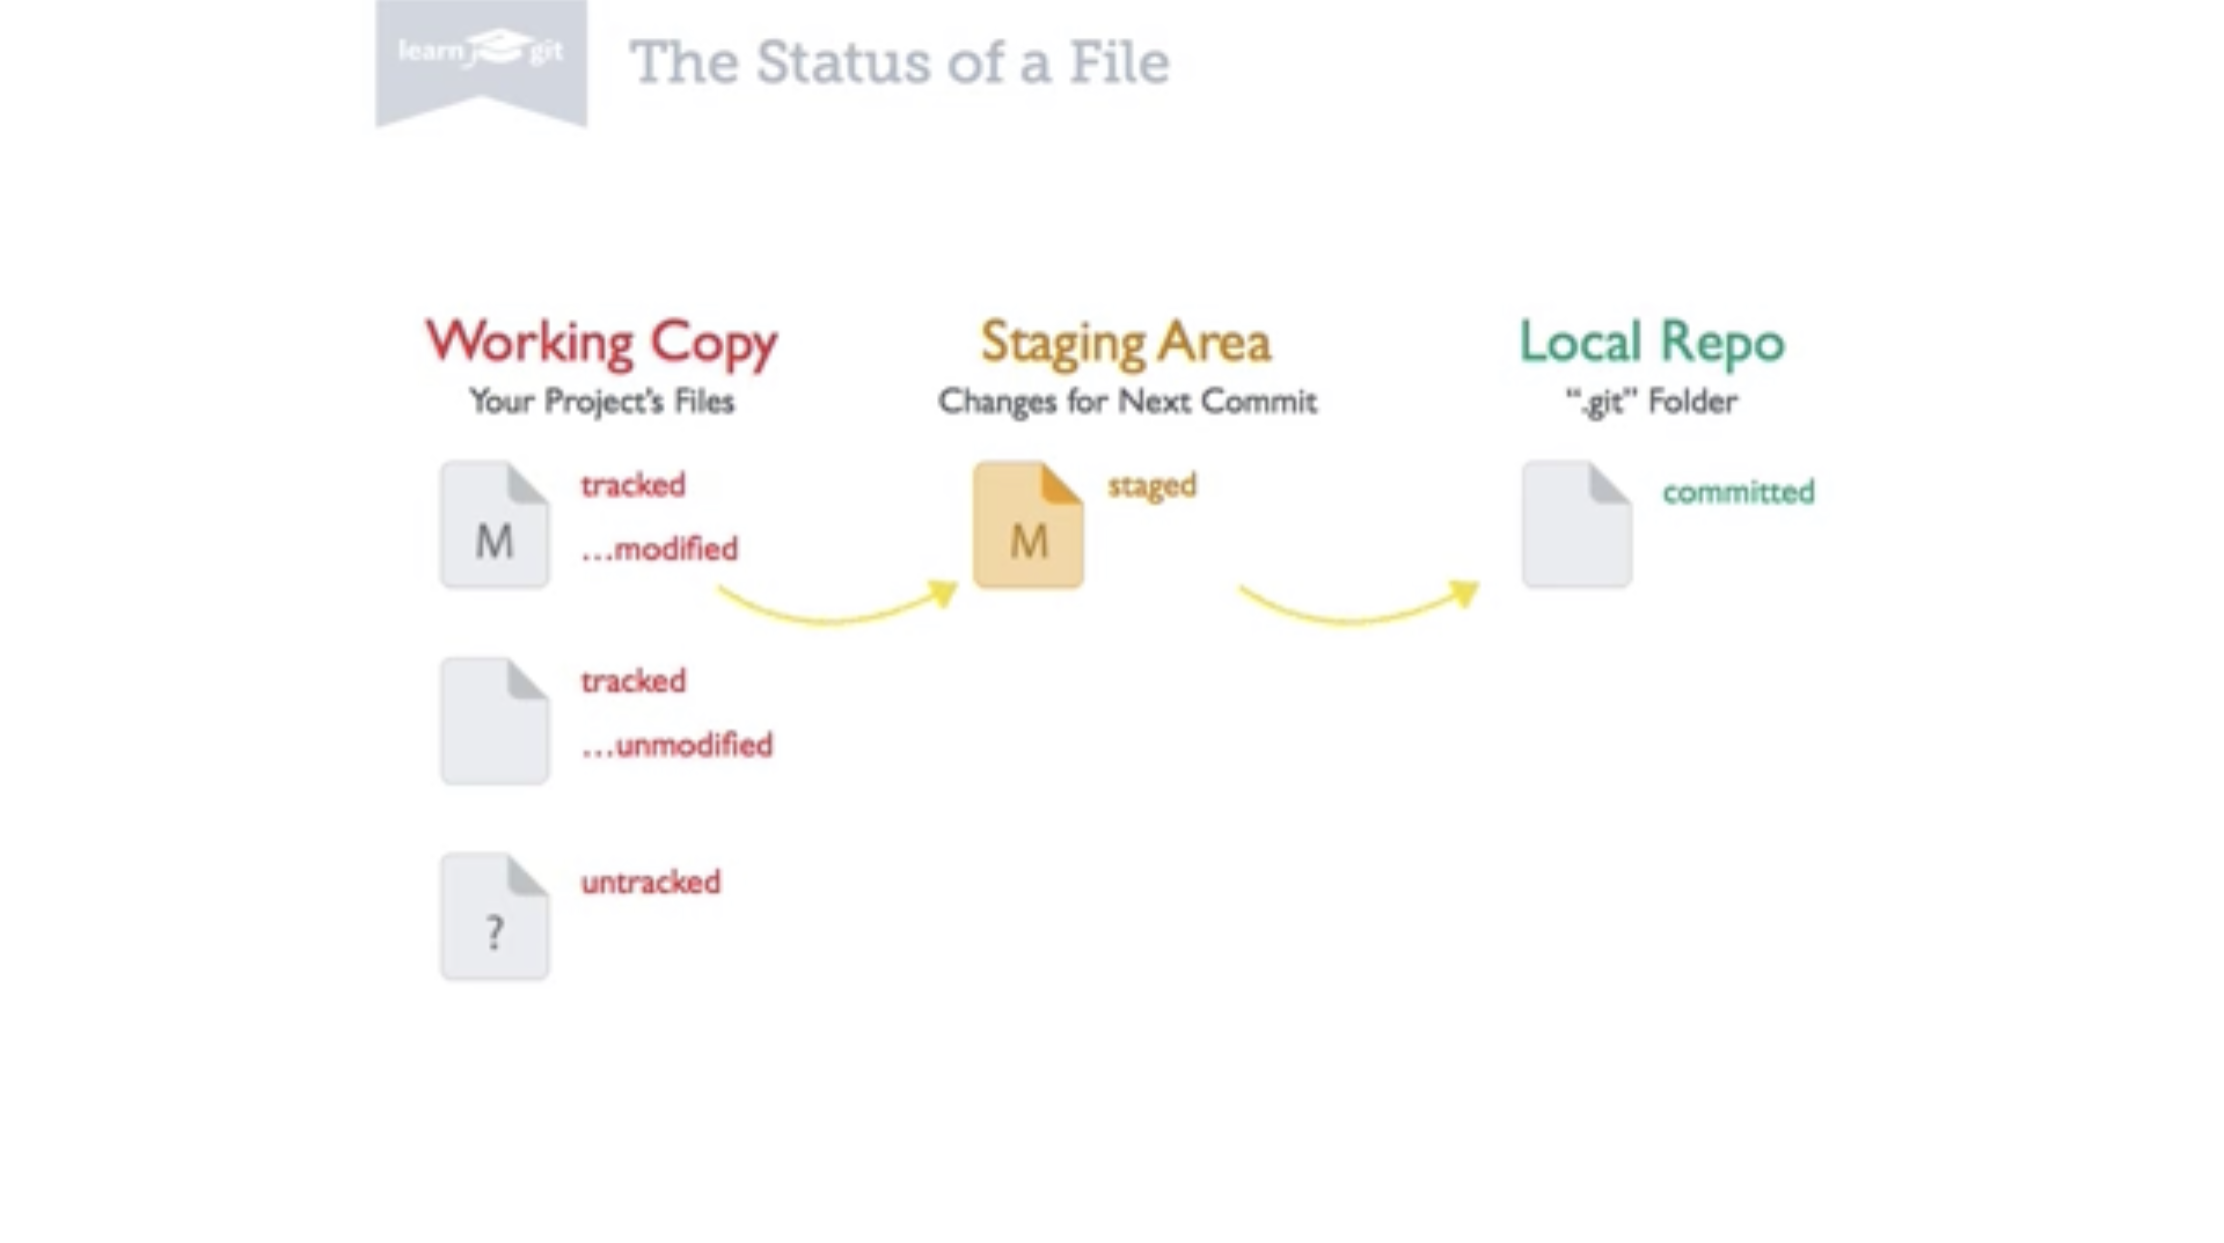 learn git
The Status of a File
Working Copy
Your Project's Files
M
tracked
...modified
tracked
...unmodified
?
untracked
Staging Area
Changes for Next Commit
M
staged
Local Repo
“.git” Folder
committed